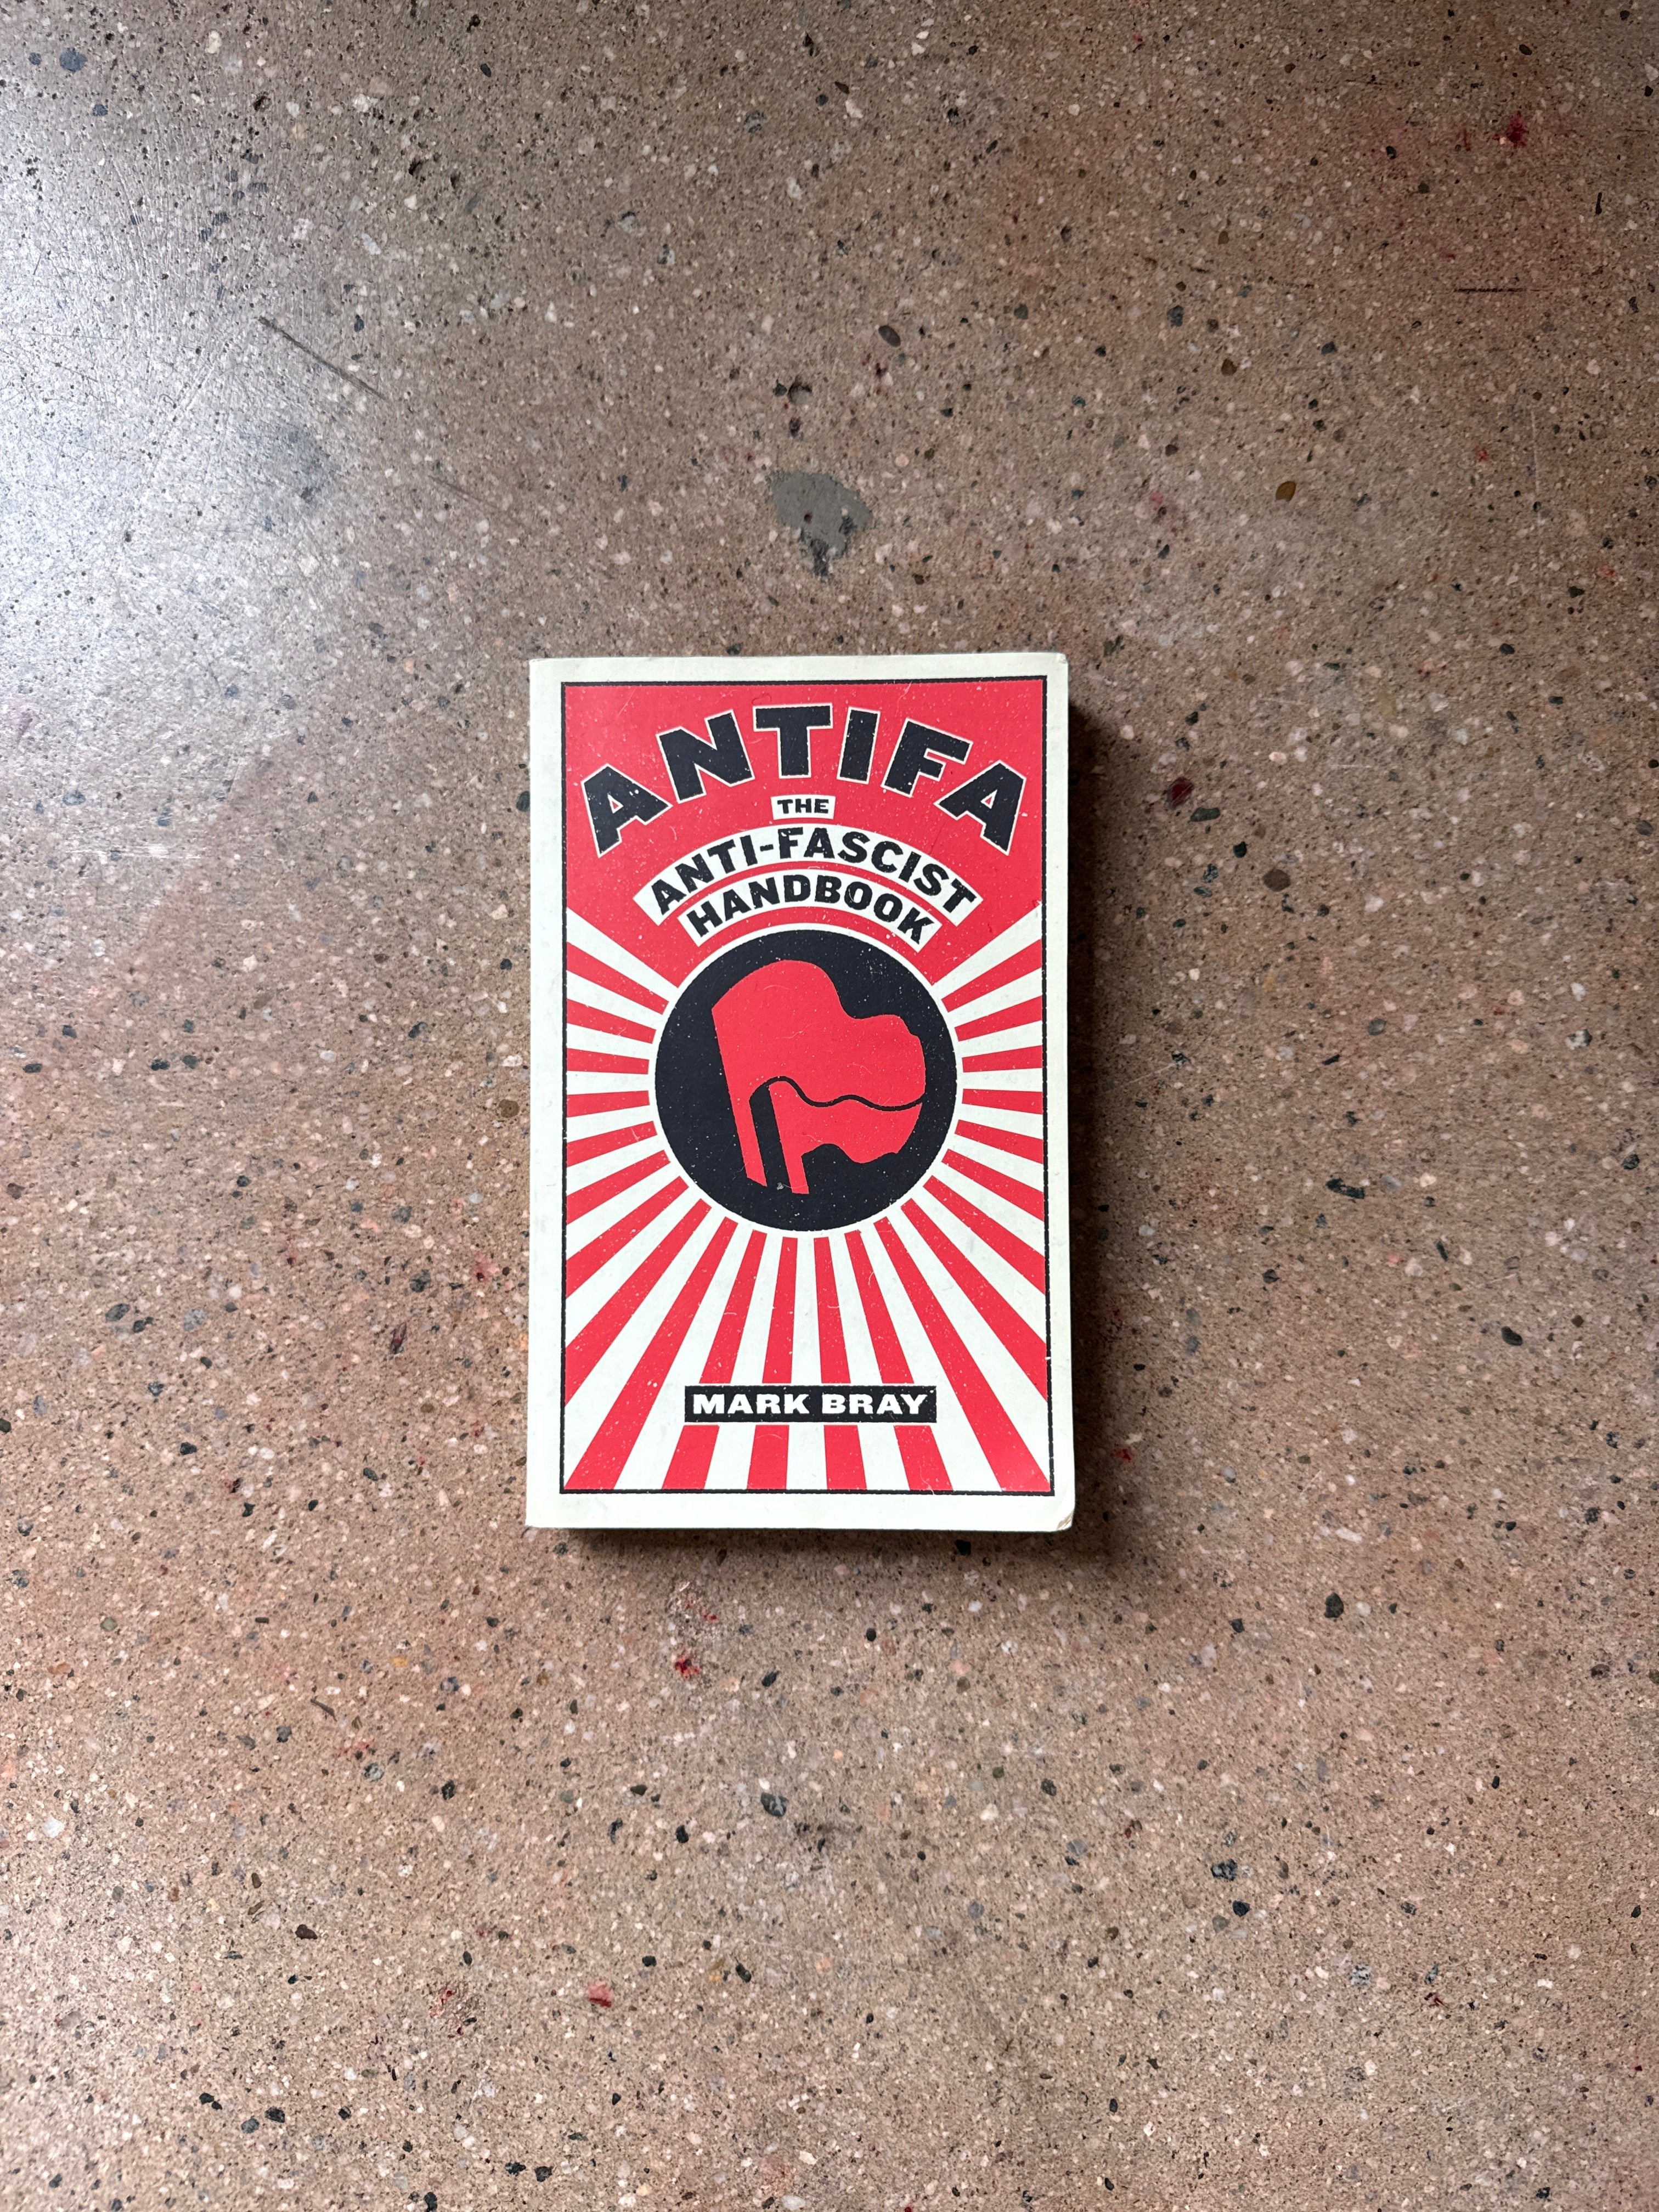 ANTIFA
THE
ANTI-FASCIST
HANDBOOK
MARK BRAY